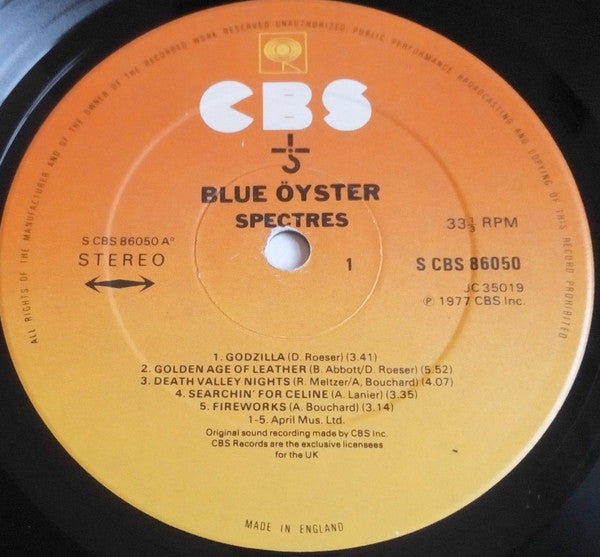 ALL RIGHTS OF THE MANUFACTURER AND OF THE OWNER OF THE RECORDED WORK RESERVED UNAUTHORIZED PUBLIC PERFORMANCE BROADCASTING AND COPYING OF THIS RECORD PROHIBITED
CBS
BLUE ÖYSTER
SPECTRES
33⅓ RPM
S CBS 86050 A°
STEREO
1
S CBS 86050
JC 35019
℗ 1977 CBS Inc.
1. GODZILLA (D. Roeser) (3.41)
2. GOLDEN AGE OF LEATHER (B. Abbott/D. Roeser) (5.52)
3. DEATH VALLEY NIGHTS (R. Meltzer/A, Bouchard) (4.07)
4. SEARCHIN' FOR CELINE (A. Lanier) (3.35)
5. FIREWORKS (A. Bouchard) (3.14)
1-5. April Mus. Ltd.
Original sound recording made by CBS Inc.
CBS Records are the exclusive licensees
for the UK
MADE IN ENGLAND